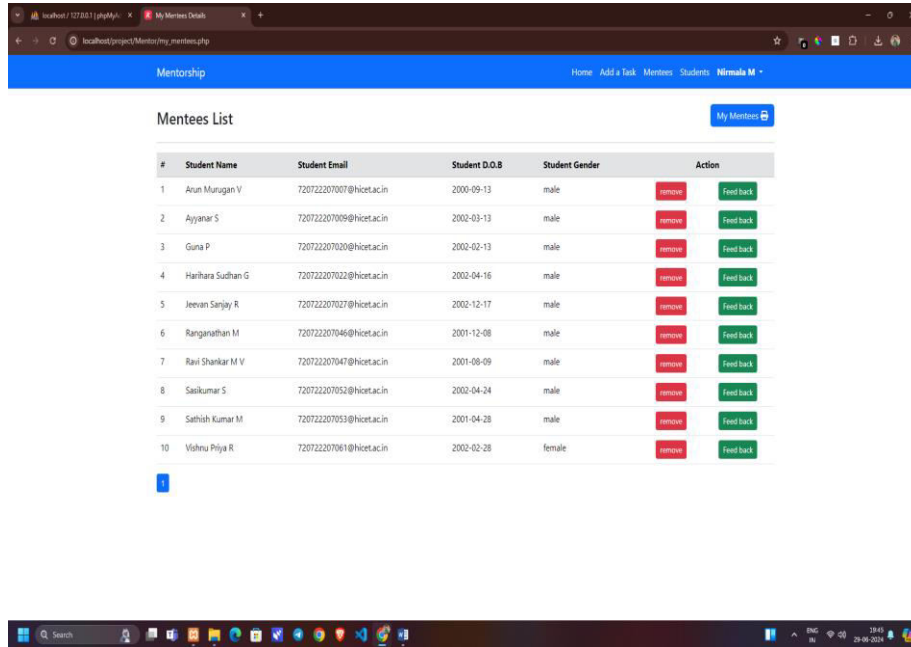 localhost / 127.0.0.1 | phpMyAd
My Mentees Details
localhost/project/Mentor/my_mentees.php
Mentorship Home Add a Task Mentees Students Nirmala M
Mentees List My Mentees
# Student Name Student Email Student D.O.B Student Gender Action
1 Arun Murugan V 720722207007@hicet.ac.in 2000-09-13 male remove Feed back
2 Ayyanar S 720722207009@hicet.ac.in 2002-03-13 male remove Feed back
3 Guna P 720722207020@hicet.ac.in 2002-02-13 male remove Feed back
4 Harihara Sudhan G 720722207022@hicet.ac.in 2002-04-16 male remove Feed back
5 Jeevan Sanjay R 720722207027@hicet.ac.in 2002-12-17 male remove Feed back
6 Ranganathan M 720722207046@hicet.ac.in 2001-12-08 male remove Feed back
7 Ravi Shankar M V 720722207047@hicet.ac.in 2001-08-09 male remove Feed back
8 Sasikumar S 720722207052@hicet.ac.in 2002-04-24 male remove Feed back
9 Sathish Kumar M 720722207053@hicet.ac.in 2001-04-28 male remove Feed back
10 Vishnu Priya R 720722207061@hicet.ac.in 2002-02-28 female remove Feed back
1
Search ENG 19:45
IN 29-06-2024